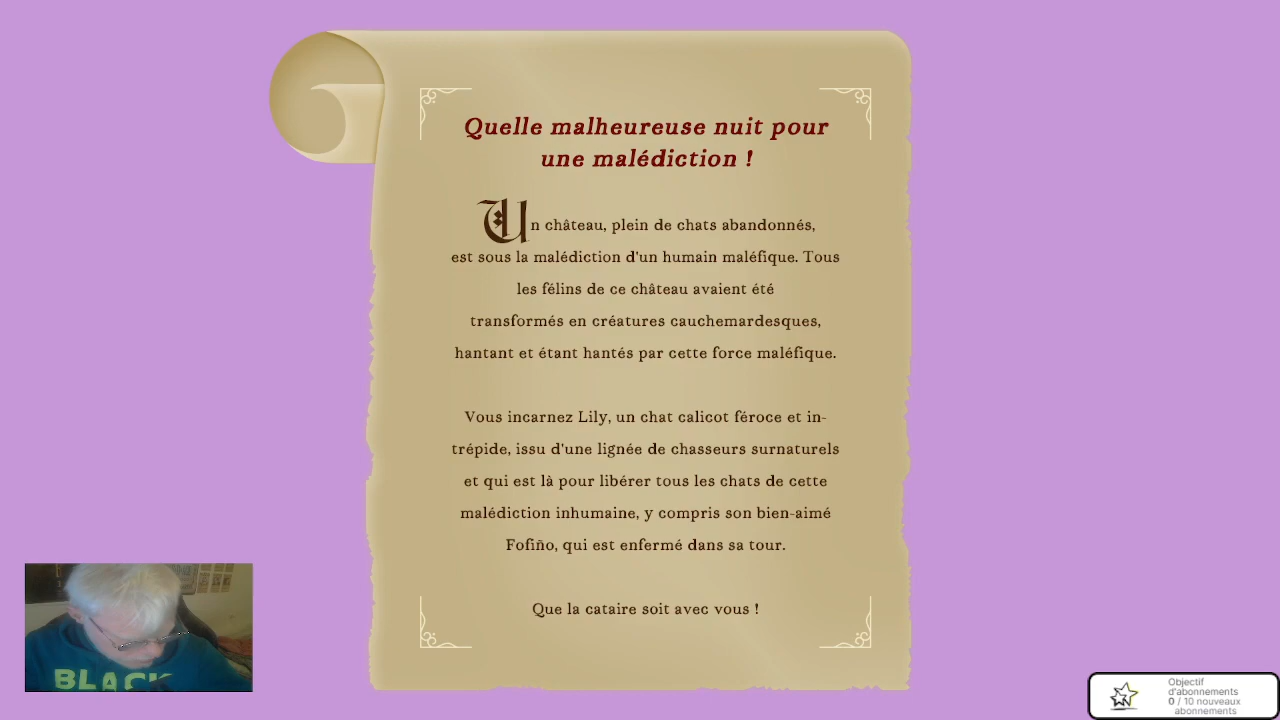 Quelle malheureuse nuit pour
une malédiction !
Un château, plein de chats abandonnés,
est sous la malédiction d'un humain maléfique. Tous
les félins de ce château avaient été
transformés en créatures cauchemardesques,
hantant et étant hantés par cette force maléfique.
Vous incarnez Lily, un chat calicot féroce et in-
trépide, issu d'une lignée de chasseurs surnaturels
et qui est là pour libérer tous les chats de cette
malédiction inhumaine, y compris son bien-aimé
Fofiño, qui est enfermé dans sa tour.
Que la cataire soit avec vous !
BLACK
Objectif
d'abonnements
0 / 10 nouveaux
abonnements